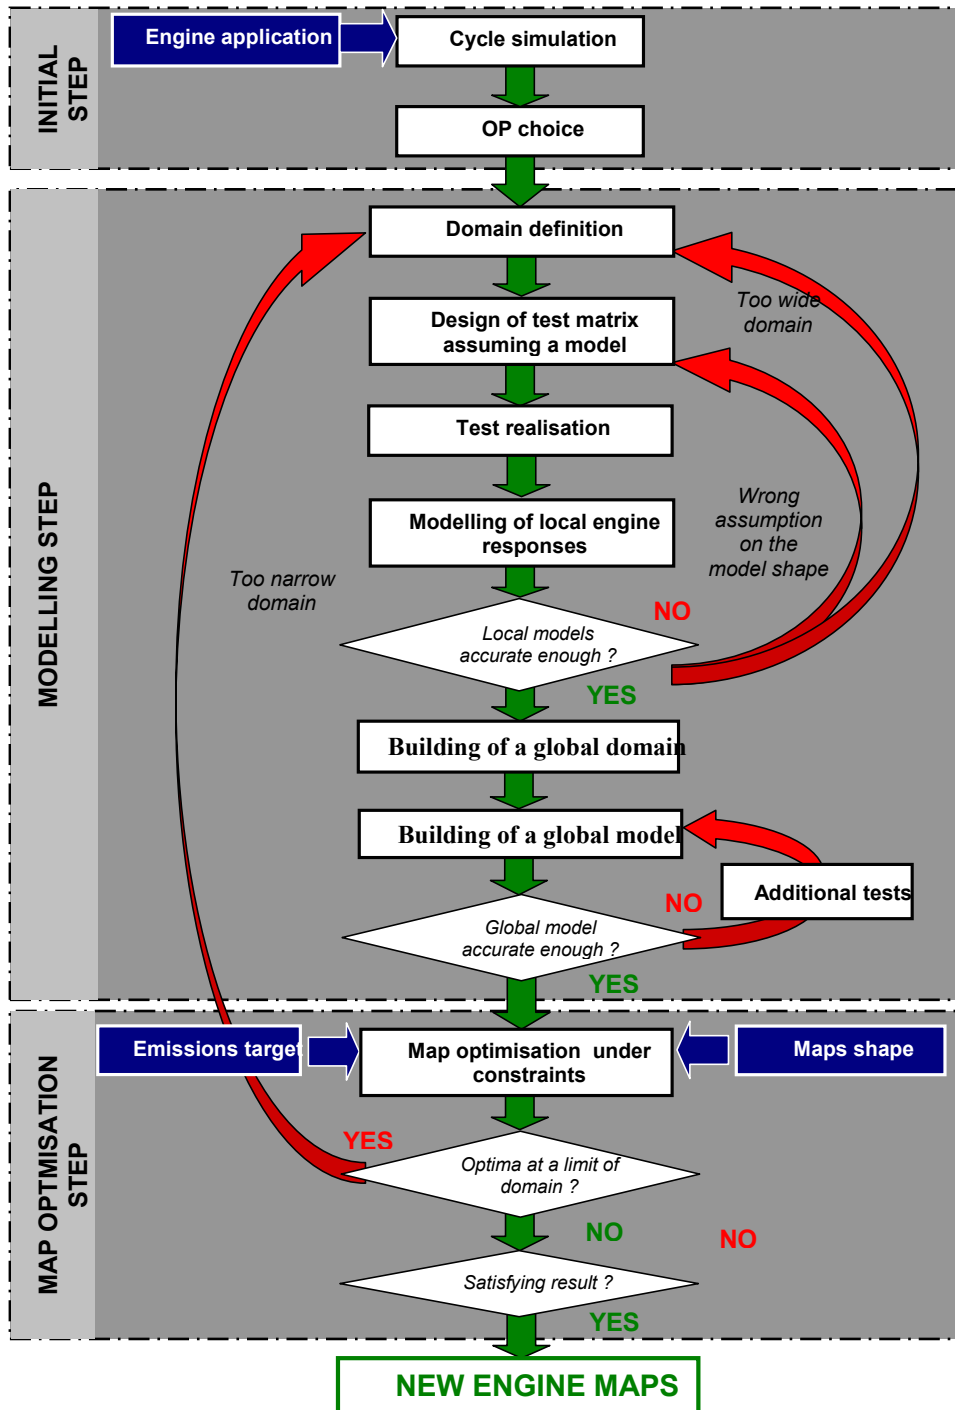 INITIAL
STEP
Engine application
Cycle simulation
OP choice
MODELLING STEP
Domain definition
Too wide
domain
Design of test matrix
assuming a model
Test realisation
Modelling of local engine
responses
Wrong
assumption
on the
model shape
Too narrow
domain
NO
Local models
accurate enough ?
YES
Building of a global domain
Building of a global model
Additional tests
NO
Global model
accurate enough ?
YES
MAP OPTMISATION
STEP
Emissions target
Map optimisation under
constraints
Maps shape
YES
Optima at a limit of
domain ?
NO
NO
Satisfying result ?
YES
NEW ENGINE MAPS